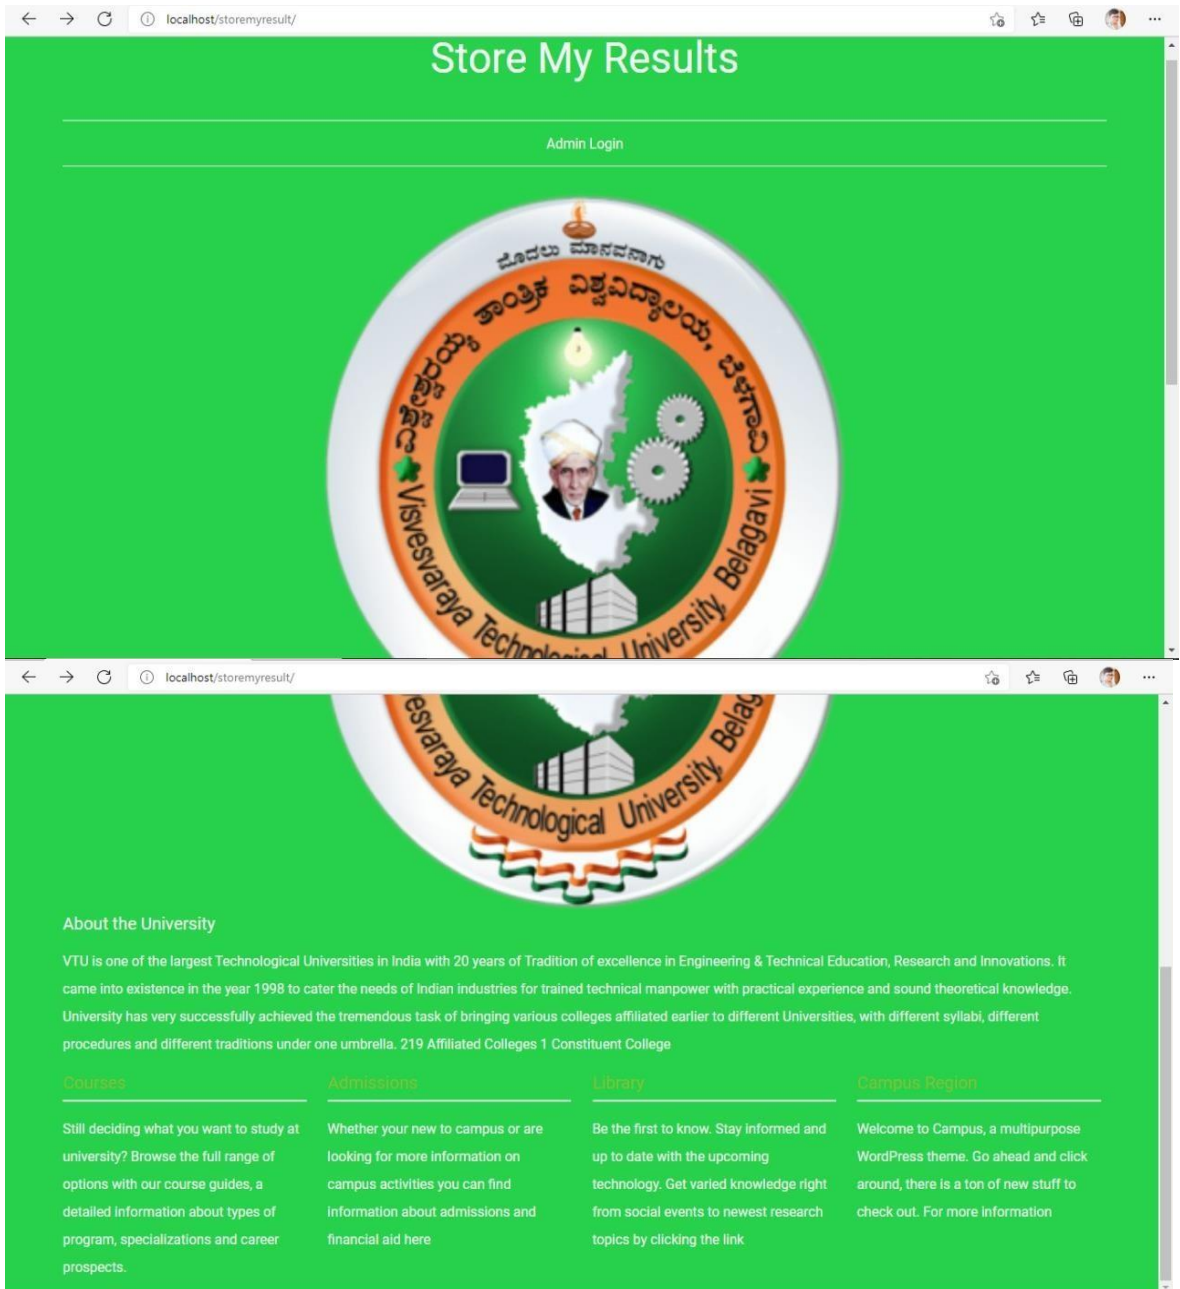 localhost/storemyresult/
Store My Results
Admin Login
ಮೊದಲು ಮಾನವನಾಗು
ವಿಶ್ವೇಶ್ವರಯ್ಯ ತಾಂತ್ರಿಕ ವಿಶ್ವವಿದ್ಯಾಲಯ, ಬೆಳಗಾವಿ
Visvesvaraya Technological University, Belagavi
localhost/storemyresult/
esvaraya Technological University, Belag
About the University
VTU is one of the largest Technological Universities in India with 20 years of Tradition of excellence in Engineering & Technical Education, Research and Innovations. It
came into existence in the year 1998 to cater the needs of Indian industries for trained technical manpower with practical experience and sound theoretical knowledge.
University has very successfully achieved the tremendous task of bringing various colleges affiliated earlier to different Universities, with different syllabi, different
procedures and different traditions under one umbrella. 219 Affiliated Colleges 1 Constituent College
Courses
Still deciding what you want to study at
university? Browse the full range of
options with our course guides, a
detailed information about types of
program, specializations and career
prospects.
Admissions
Whether your new to campus or are
looking for more information on
campus activities you can find
information about admissions and
financial aid here
Library
Be the first to know. Stay informed and
up to date with the upcoming
technology. Get varied knowledge right
from social events to newest research
topics by clicking the link
Campus Region
Welcome to Campus, a multipurpose
WordPress theme. Go ahead and click
around, there is a ton of new stuff to
check out. For more information